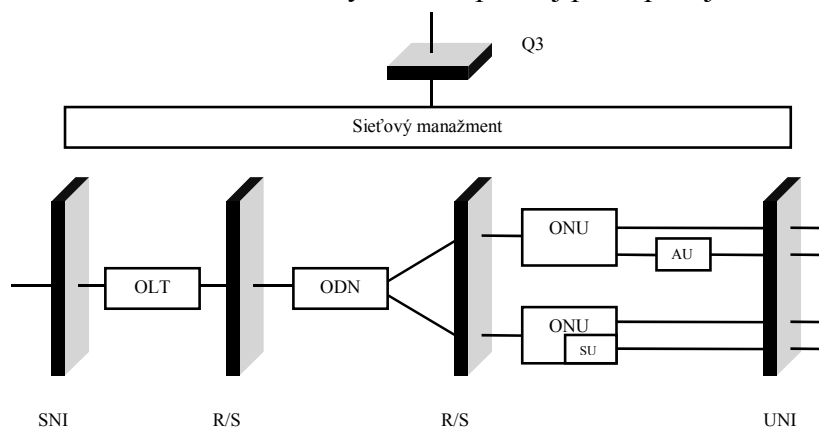 Q3
Sieťový manažment
ONU
AU
OLT
ODN
ONU
SU
SNI
R/S
R/S
UNI